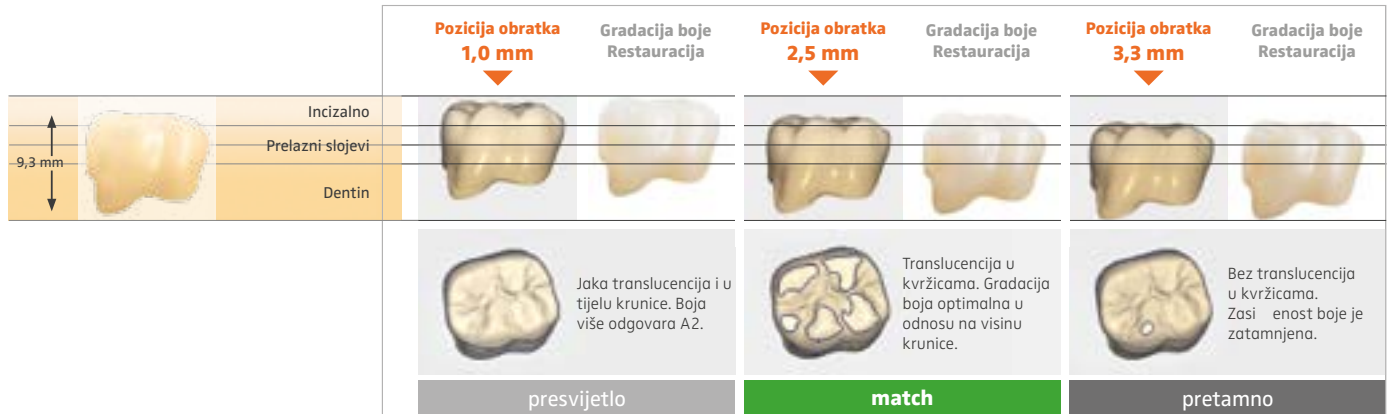 Pozicija obratka
1,0 mm
Gradacija boje
Restauracija
Pozicija obratka
2,5 mm
Gradacija boje
Restauracija
Pozicija obratka
3,3 mm
Gradacija boje
Restauracija
9,3 mm
Incizalno
Prelazni slojevi
Dentin
Jaka translucencija i u
tijelu krunice. Boja
više odgovara A2.
Translucencija u
kvržicama. Gradacija
boja optimalna u
odnosu na visinu
krunice.
Bez translucencija
u kvržicama.
Zasi enost boje je
zatamnjena.
presvijetlo
match
pretamno